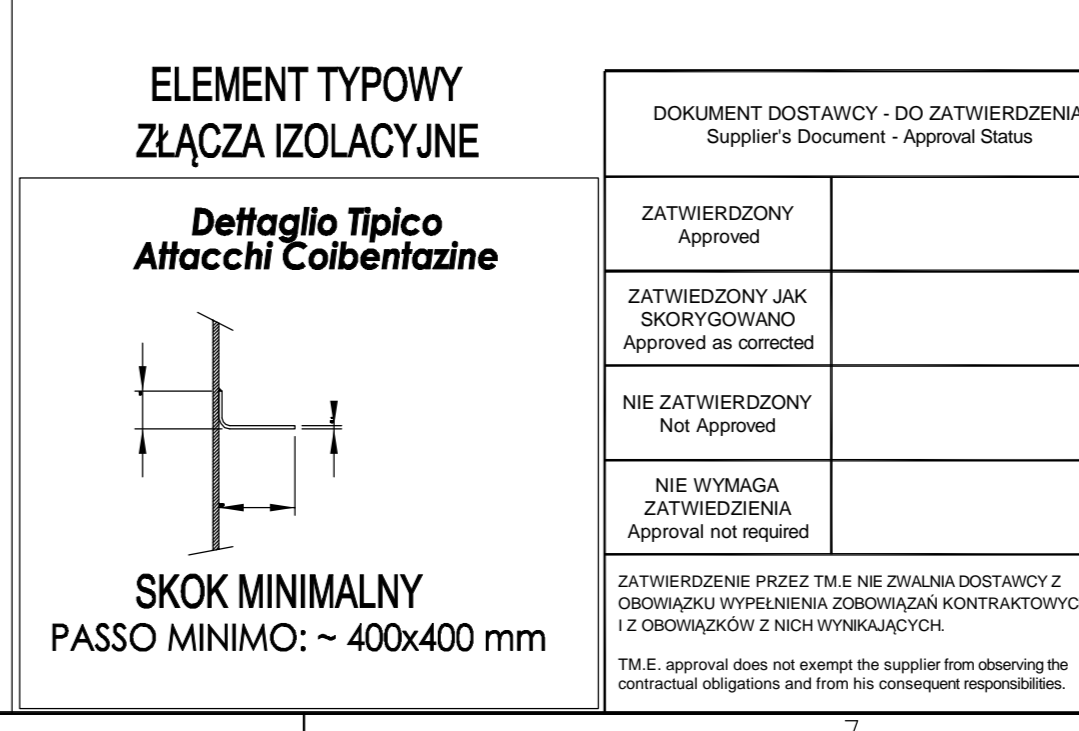 ELEMENT TYPOWY
ZŁĄCZA IZOLACYJNE
Dettaglio Tipico
Attacchi Coibentazine
SKOK MINIMALNY
PASSO MINIMO: ~ 400x400 mm
DOKUMENT DOSTAWCY - DO ZATWIERDZENIA
Supplier's Document - Approval Status
ZATWIERDZONY
Approved
ZATWIEDZONY JAK
SKORYGOWANO
Approved as corrected
NIE ZATWIERDZONY
Not Approved
NIE WYMAGA
ZATWIEDZIENIA
Approval not required
ZATWIERDZENIE PRZEZ TM.E NIE ZWALNIA DOSTAWCY Z
OBOWIĄZKU WYPEŁNIENIA ZOBOWIĄZAŃ KONTRAKTOWYC
I Z OBOWIĄZKÓW Z NICH WYNIKAJĄCYCH.
TM.E. approval does not exempt the supplier from observing the
contractual obligations and from his consequent responsibilities.
7